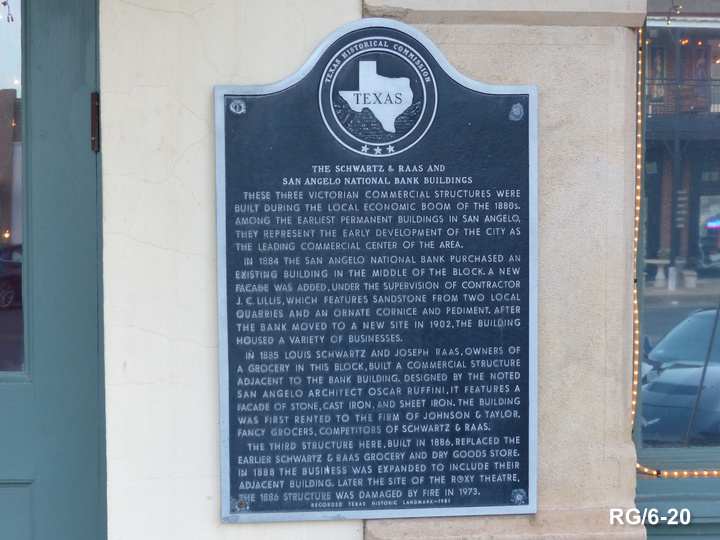 TEXAS HISTORICAL COMMISSION
TEXAS
THE SCHWARTZ & RAAS AND
SAN ANGELO NATIONAL BANK BUILDINGS
THESE THREE VICTORIAN COMMERCIAL STRUCTURES WERE
BUILT DURING THE LOCAL ECONOMIC BOOM OF THE 1880s.
AMONG THE EARLIEST PERMANENT BUILDINGS IN SAN ANGELO,
THEY REPRESENT THE EARLY DEVELOPMENT OF THE CITY AS
THE LEADING COMMERCIAL CENTER OF THE AREA.
IN 1884 THE SAN ANGELO NATIONAL BANK PURCHASED AN
EXISTING BUILDING IN THE MIDDLE OF THE BLOCK. A NEW
FACADE WAS ADDED, UNDER THE SUPERVISION OF CONTRACTOR
J. C. LILLIS, WHICH FEATURES SANDSTONE FROM TWO LOCAL
QUARRIES AND AN ORNATE CORNICE AND PEDIMENT. AFTER
THE BANK MOVED TO A NEW SITE IN 1902, THE BUILDING
HOUSED A VARIETY OF BUSINESSES.
IN 1885 LOUIS SCHWARTZ AND JOSEPH RAAS, OWNERS OF
A GROCERY IN THIS BLOCK, BUILT A COMMERCIAL STRUCTURE
ADJACENT TO THE BANK BUILDING. DESIGNED BY THE NOTED
SAN ANGELO ARCHITECT OSCAR RUFFINI, IT FEATURES A
FACADE OF STONE, CAST IRON, AND SHEET IRON. THE BUILDING
WAS FIRST RENTED TO THE FIRM OF JOHNSON & TAYLOR,
FANCY GROCERS, COMPETITORS OF SCHWARTZ & RAAS.
THE THIRD STRUCTURE HERE, BUILT IN 1886, REPLACED THE
EARLIER SCHWARTZ & RAAS GROCERY AND DRY GOODS STORE.
IN 1888 THE BUSINESS WAS EXPANDED TO INCLUDE THEIR
ADJACENT BUILDING. LATER THE SITE OF THE ROXY THEATRE,
THE 1886 STRUCTURE WAS DAMAGED BY FIRE IN 1973.
RECORDED TEXAS HISTORIC LANDMARK-1981
RG/6-20